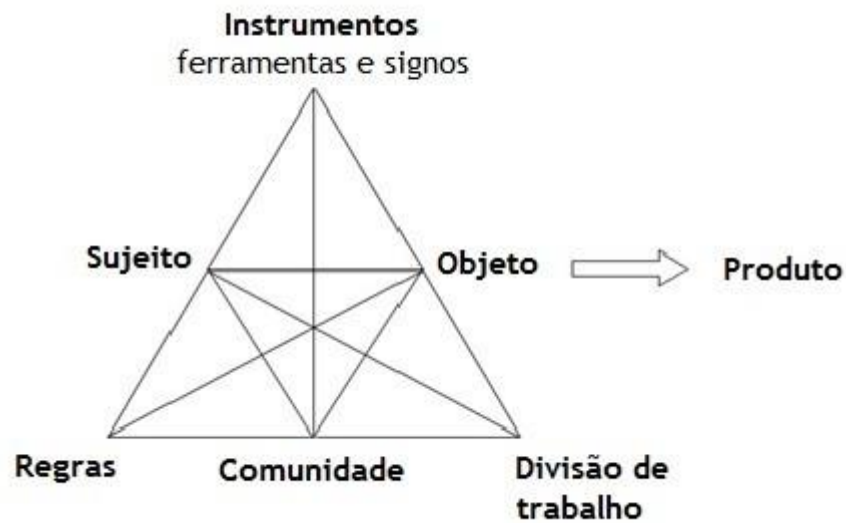 Instrumentos
ferramentas e signos
Sujeito
Objeto
Produto
Regras
Comunidade
Divisão de
trabalho